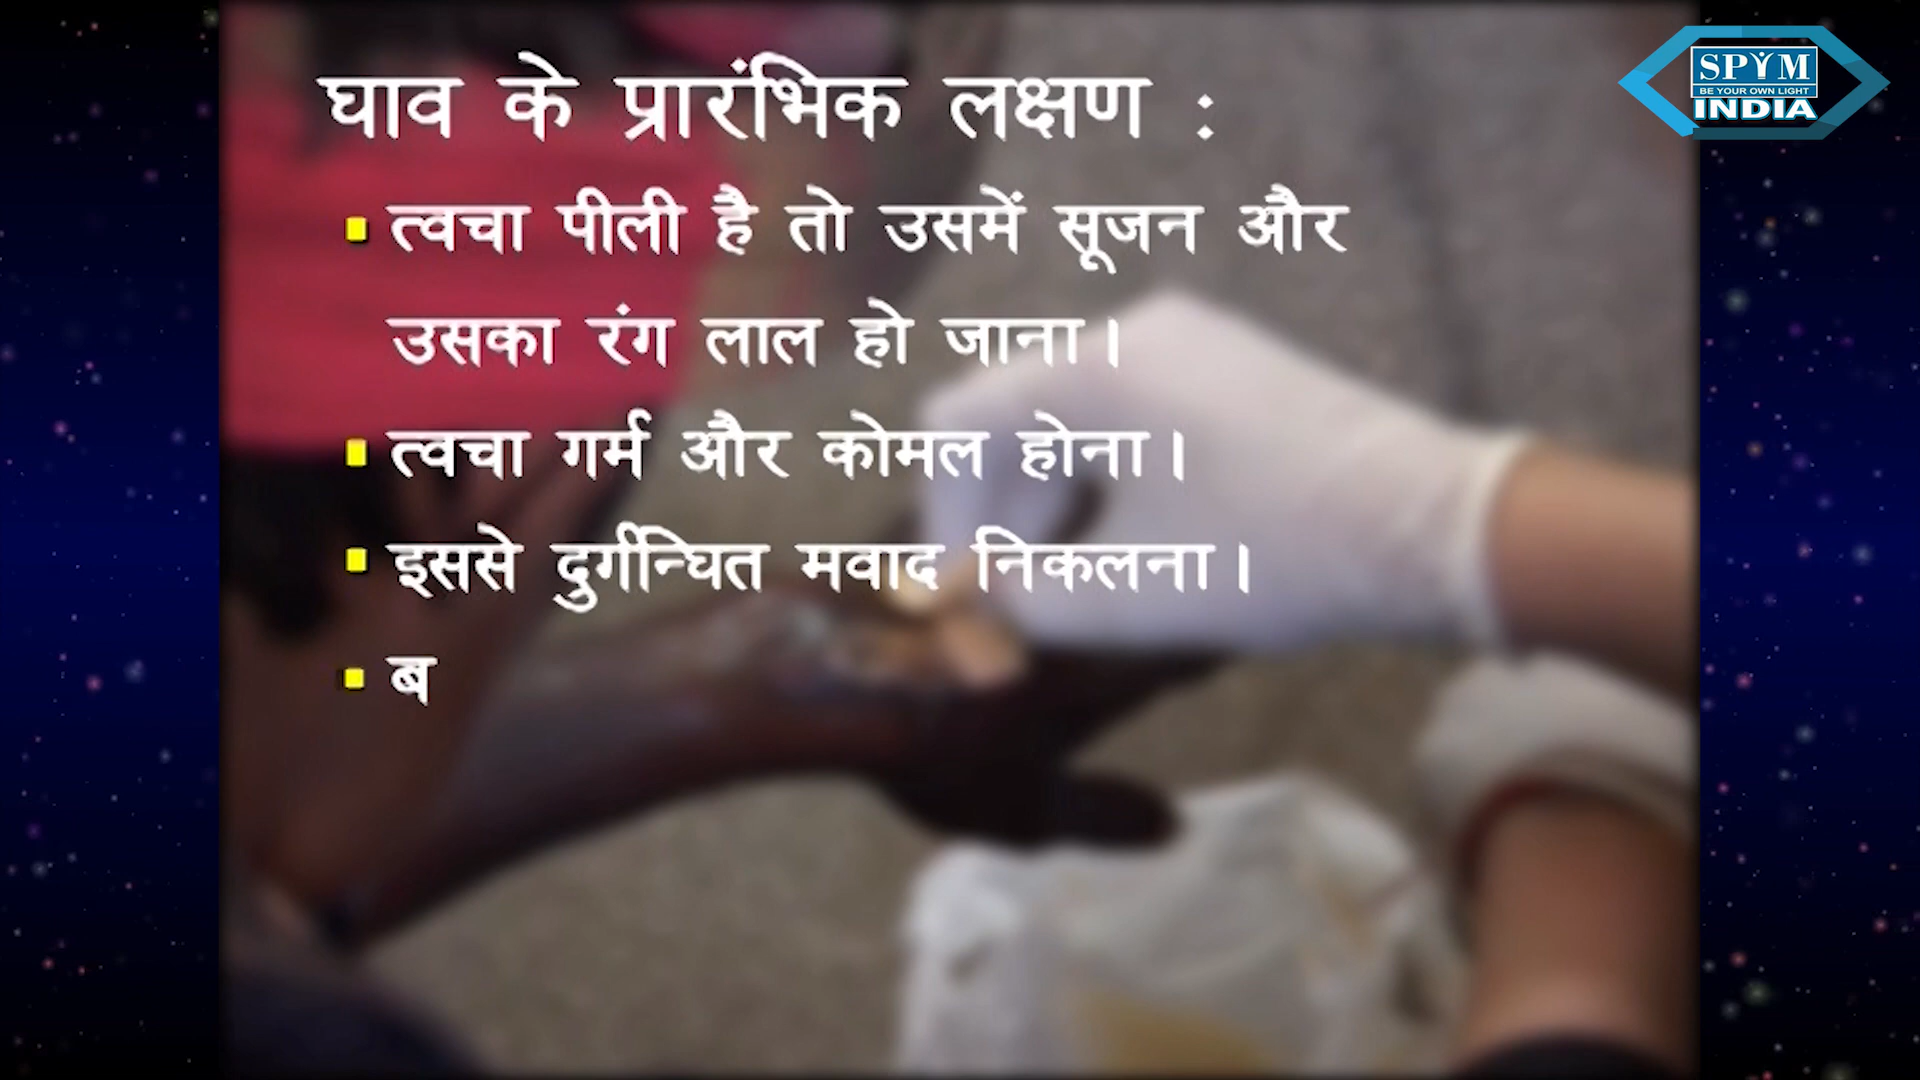 घाव के प्रारंभिक लक्षण :
त्वचा पीली है तो उसमें सूजन और
उसका रंग लाल हो जाना।
त्वचा गर्म और कोमल होना।
इससे दुर्गन्धित मवाद निकलना।
ब
SPYM
BE YOUR OWN LIGHT
INDIA